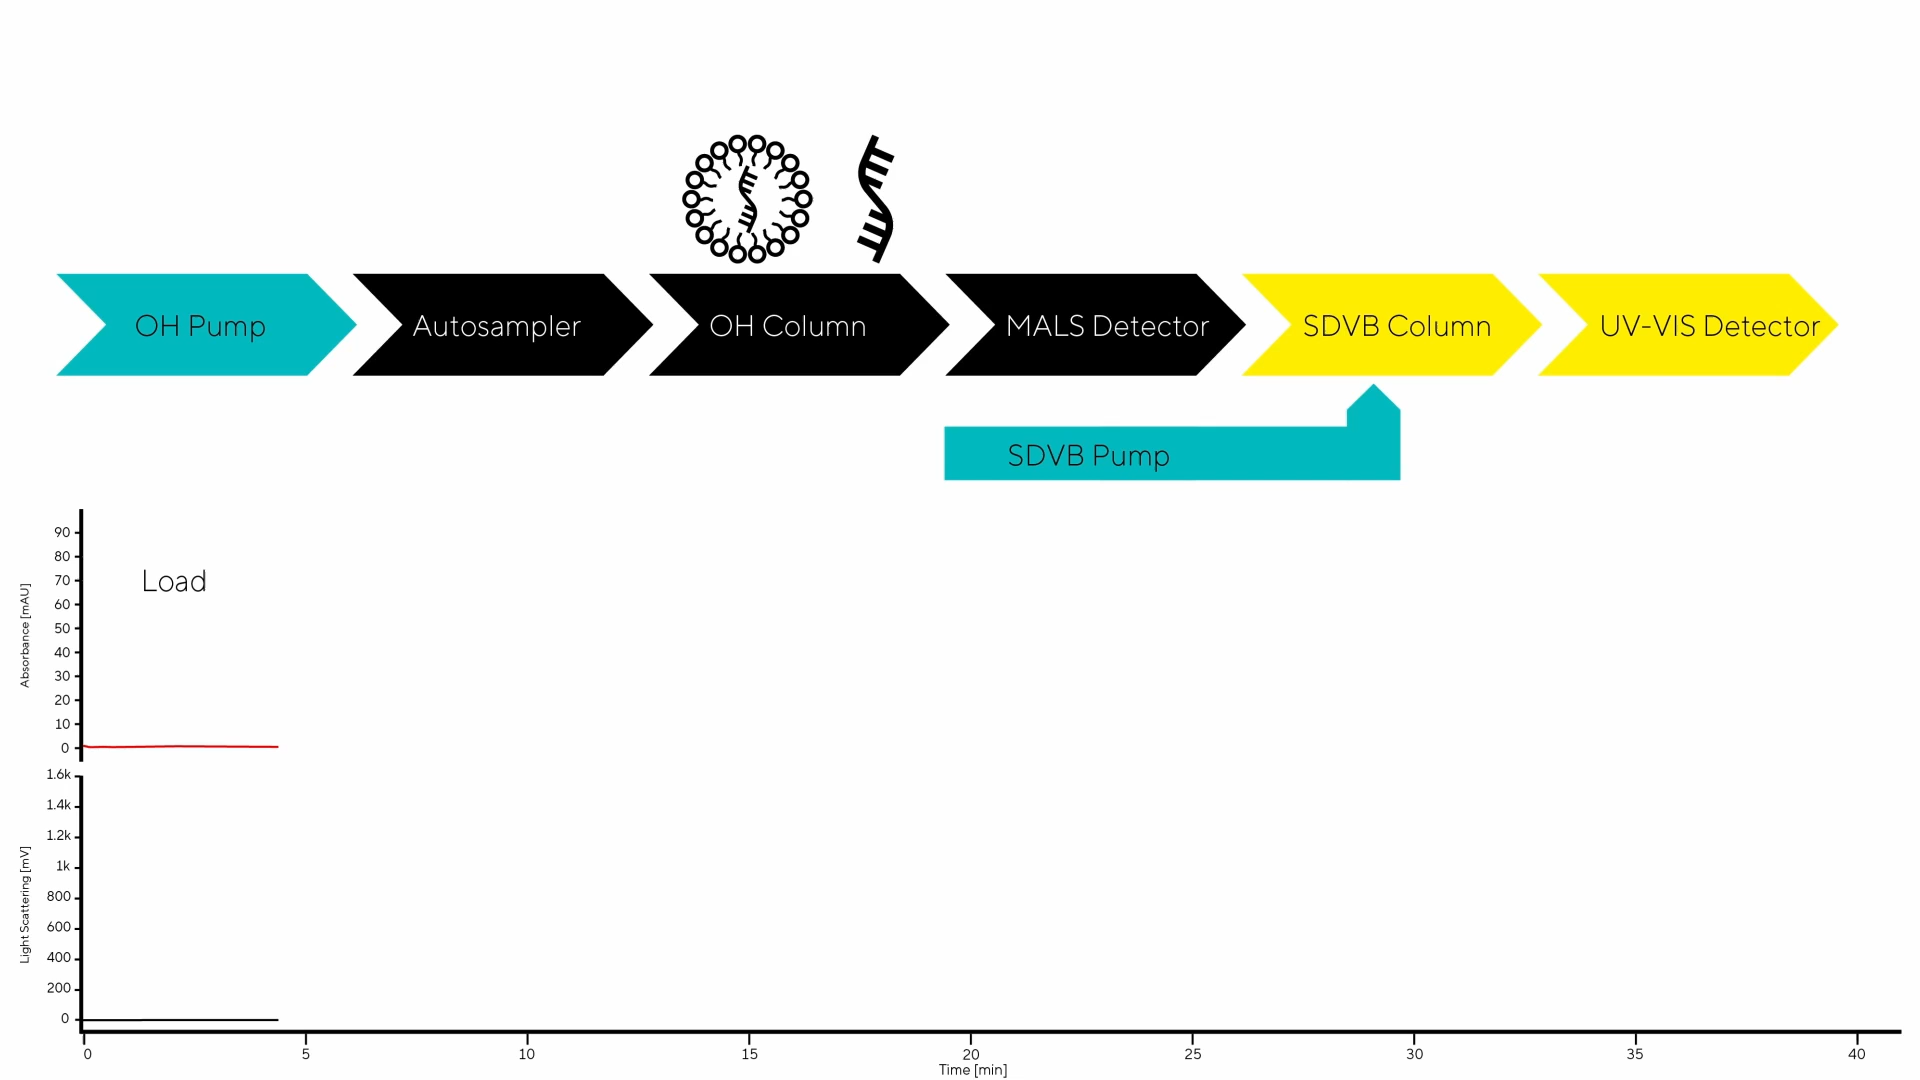 OH Pump
Autosampler
OH Column
MALS Detector
SDVB Column
UV-VIS Detector
SDVB Pump
Load
Absorbance [mAU]
90
80
70
60
50
40
30
20
10
0
Light Scattering [mV]
1.6k
1.4k
1.2k
1k
800
600
400
200
0
0 5 10 15 20 25 30 35 40
Time [min]